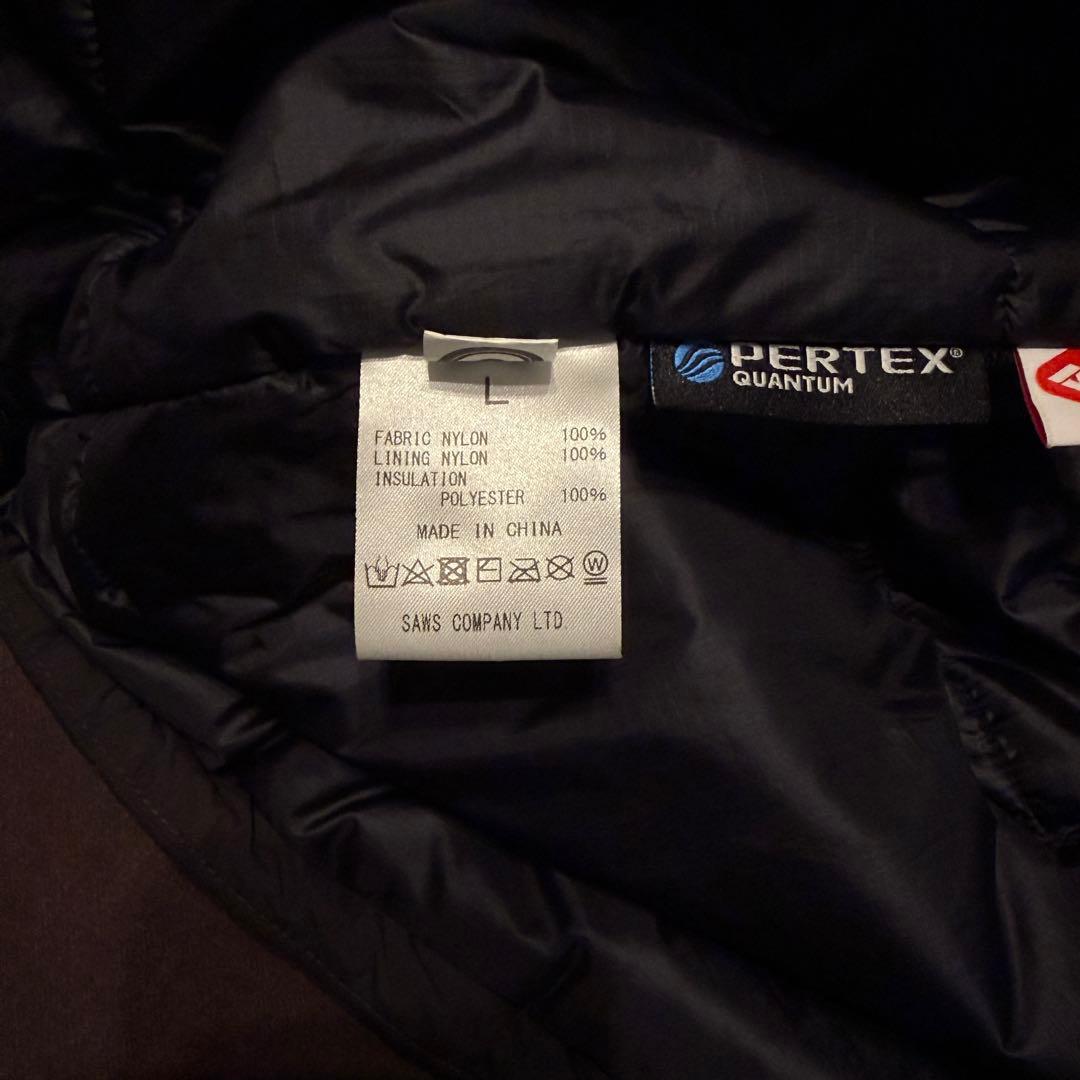 L
FABRIC NYLON 100%
LINING NYLON 100%
INSULATION
POLYESTER 100%
MADE IN CHINA
W
SAWS COMPANY LTD
PERTEX®
QUANTUM